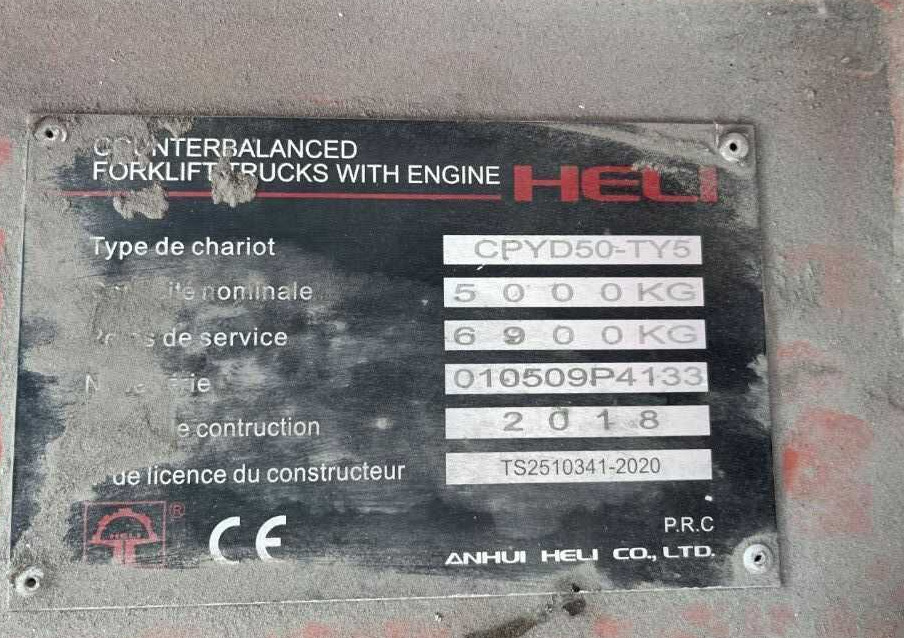 COUNTERBALANCED
FORKLIFT TRUCKS WITH ENGINE HELI
Type de chariot CPYD50-TY5
nominale 5000KG
de service 6900KG
010509P4133
contruction 2018
de licence du constructeur TS2510341-2020
HELI ® CE P.R.C
ANHUI HELI CO., LTD.